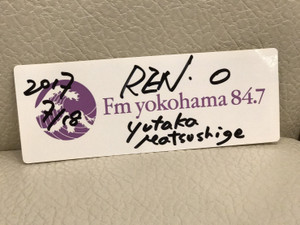 2017
7/18
REN.O
Fm yokohama 84.7
Yutaka
Matsushige